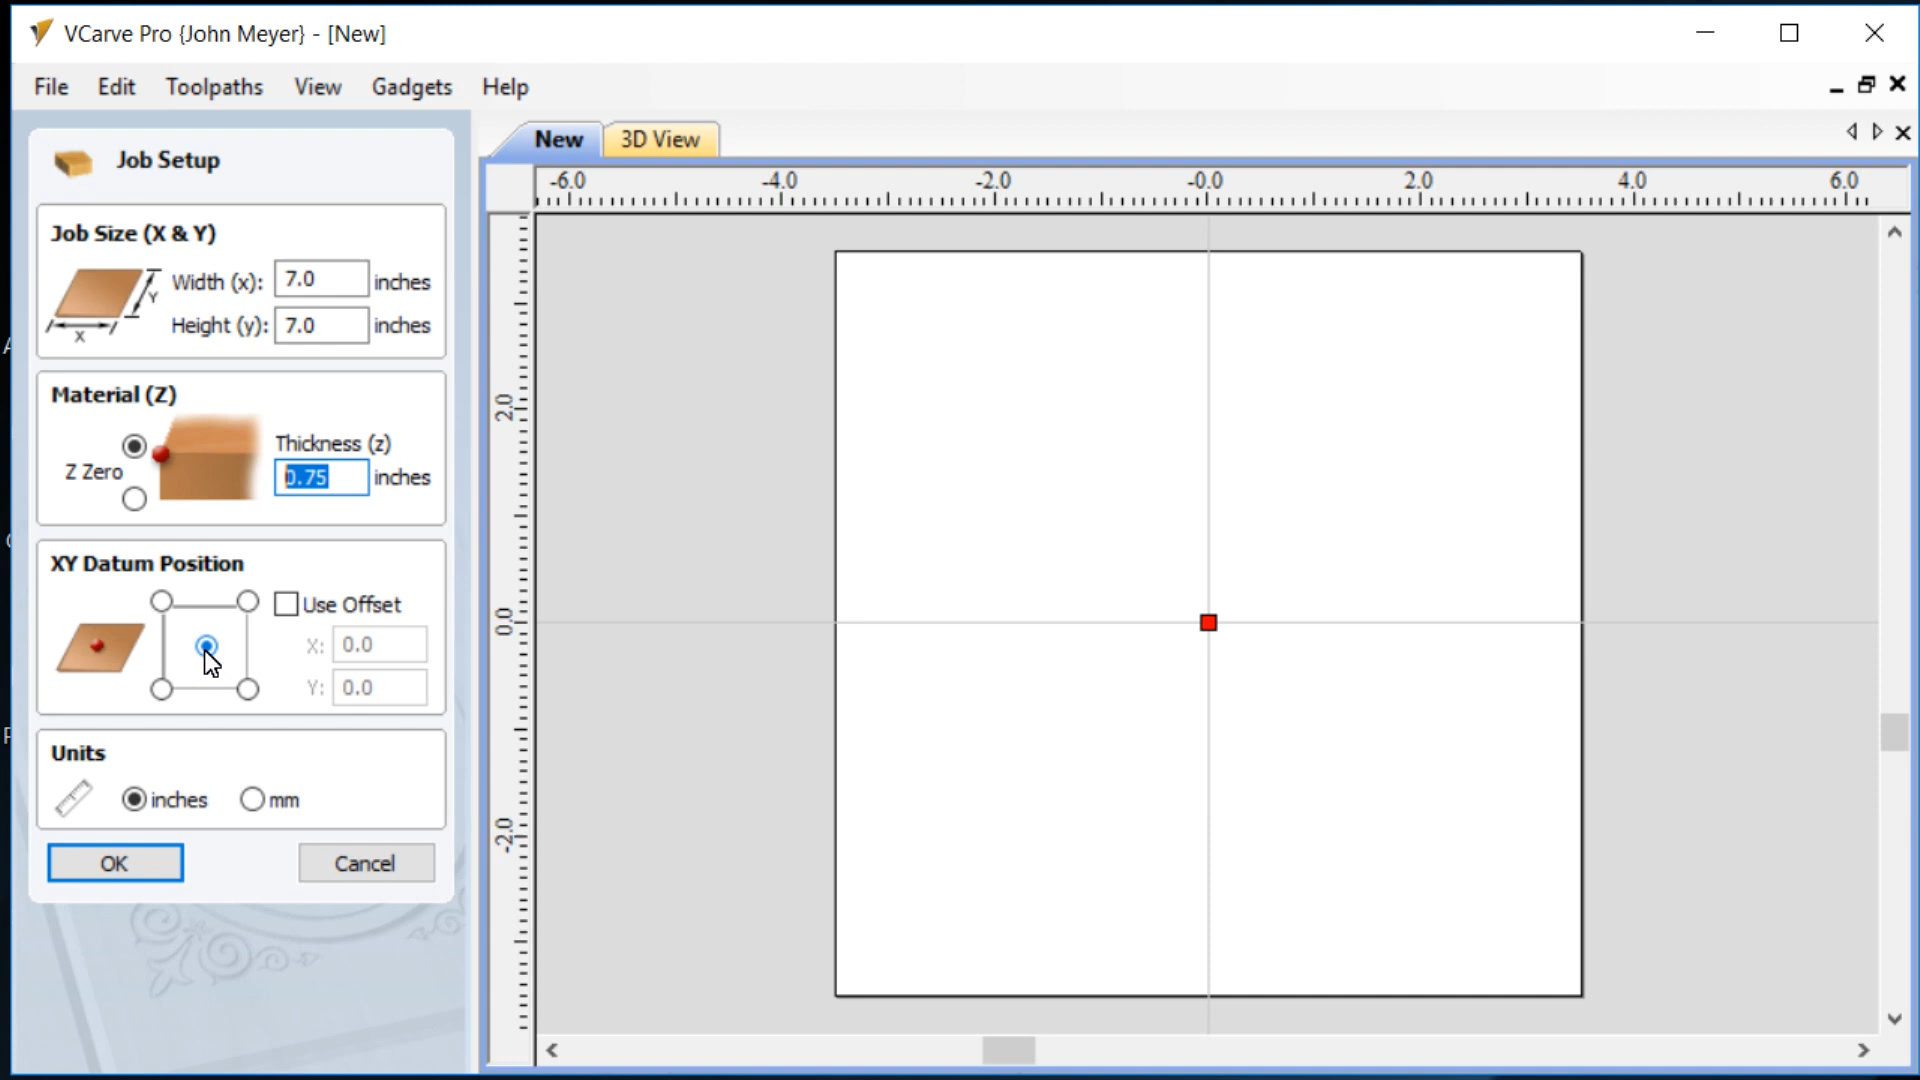 VCarve Pro {John Meyer} - [New]
File Edit Toolpaths View Gadgets Help
New 3D View
Job Setup
-6.0 -4.0 -2.0 -0.0 2.0 4.0 6.0
Job Size (X & Y)
Width (x): 7.0 inches
Y
Height (y): 7.0 inches
X
Material (Z)
2.0
Thickness (z)
Z Zero 0.75 inches
XY Datum Position
Use Offset
0.0
X: 0.0
Y: 0.0
Units
inches mm
-2.0
OK Cancel